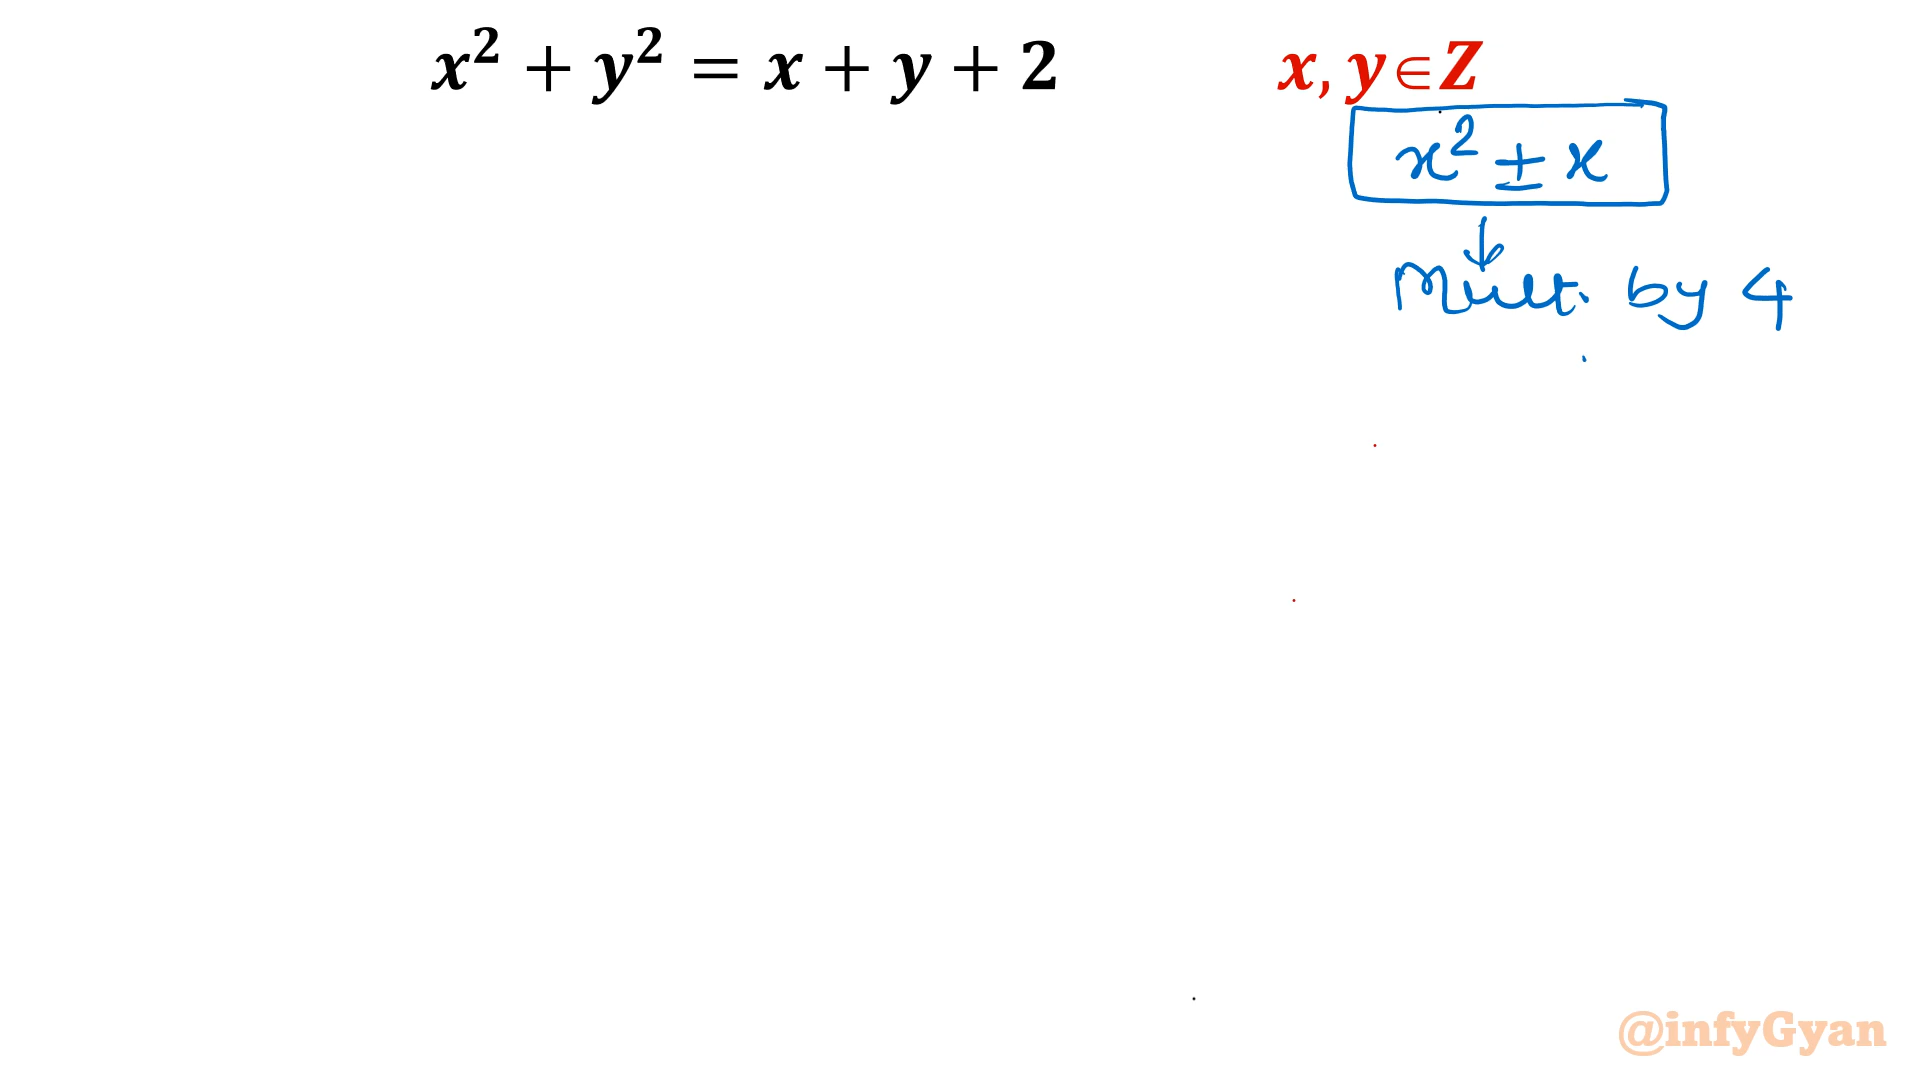 x² + y² = x + y + 2 x, y ∈ Z
x² ± x
↓
Mult. by 4
@infyGyan